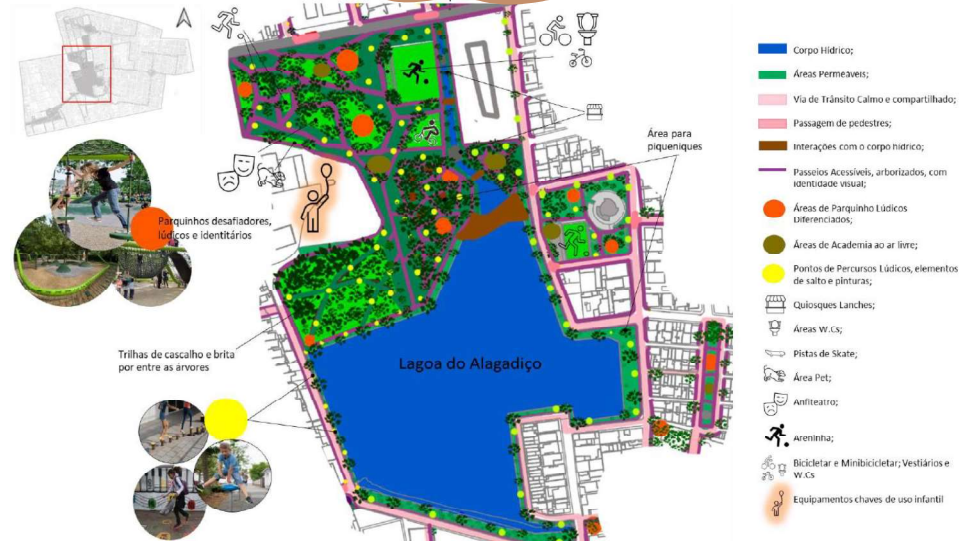 Parquinhos desafiadores,
lúdicos e identitários
Trilhas de cascalho e brita
por entre as árvores
Área para
piqueniques
Lagoa do Alagadiço
Corpo Hídrico;
Áreas Permeáveis;
Via de Trânsito Calmo e compartilhado;
Passagem de pedestres;
Interações com o corpo hídrico;
Passeios Acessíveis, arborizados, com
identidade visual;
Áreas de Parquinho Lúdicos
Diferenciados;
Áreas de Academia ao ar livre;
Pontos de Percursos Lúdicos, elementos
de salto e pinturas;
Quiosques Lanches;
Áreas W.Cs;
Pistas de Skate;
Área Pet;
Anfiteatro;
Areninha;
Bicicletar e Minibicicletar; Vestiários e
W.Cs
Equipamentos chaves de uso infantil